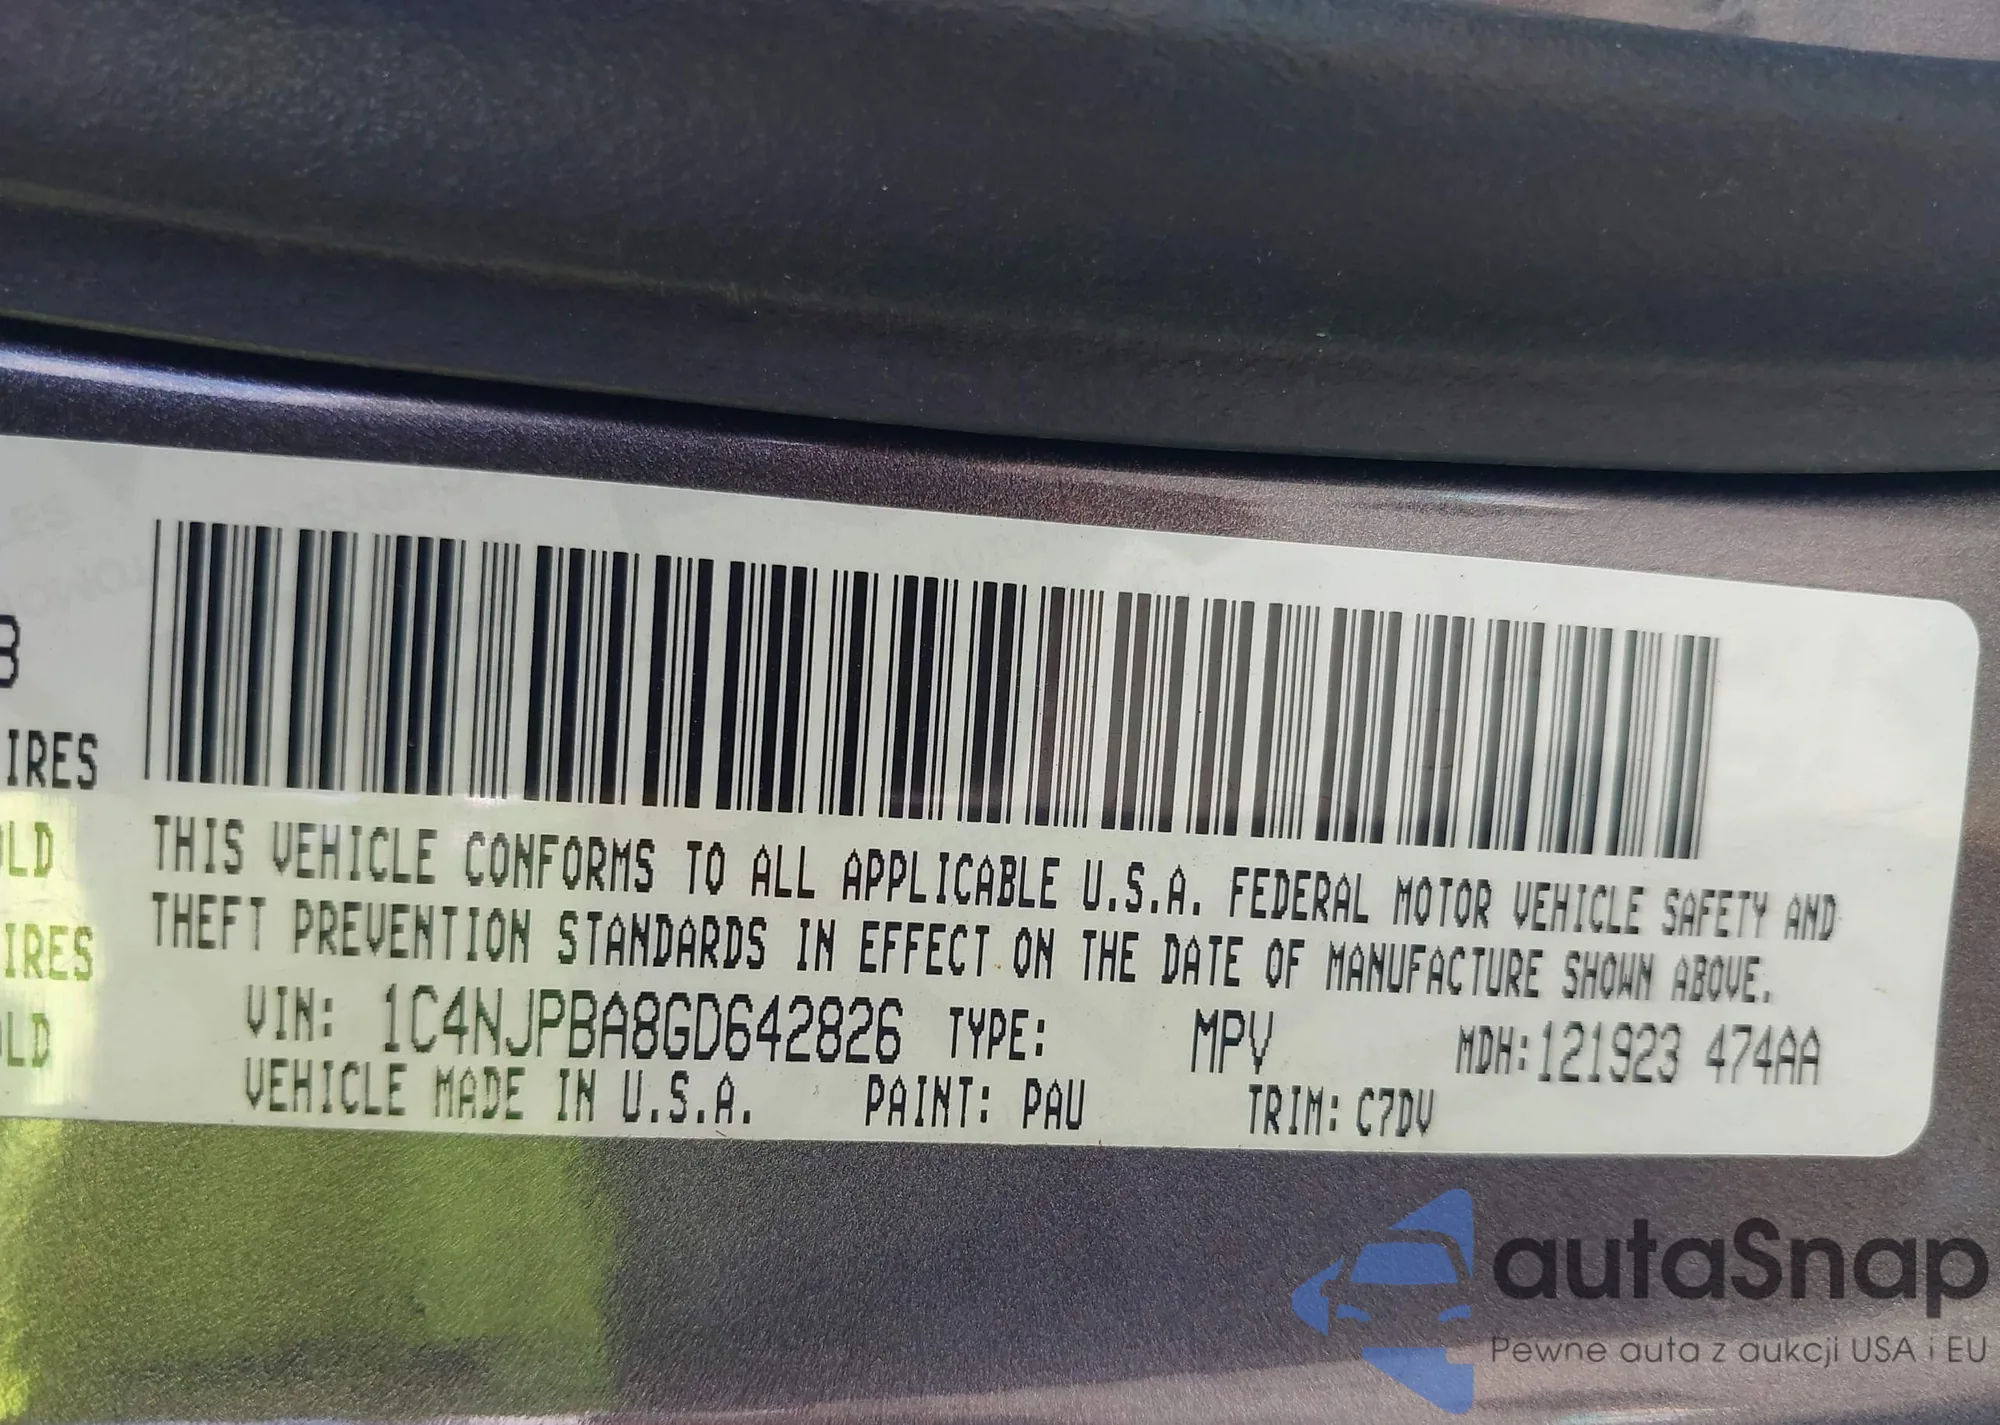 B
IRES
OLD
IRES
OLD
THIS VEHICLE CONFORMS TO ALL APPLICABLE U.S.A. FEDERAL MOTOR VEHICLE SAFETY AND
THEFT PREVENTION STANDARDS IN EFFECT ON THE DATE OF MANUFACTURE SHOWN ABOVE.
VIN: 1C4NJPBA8GD642826 TYPE: MPV MDH:121923 474AA
VEHICLE MADE IN U.S.A. PAINT: PAU TRIM: C7DV
autaSnap
Pewne auta z aukcji USA i EU